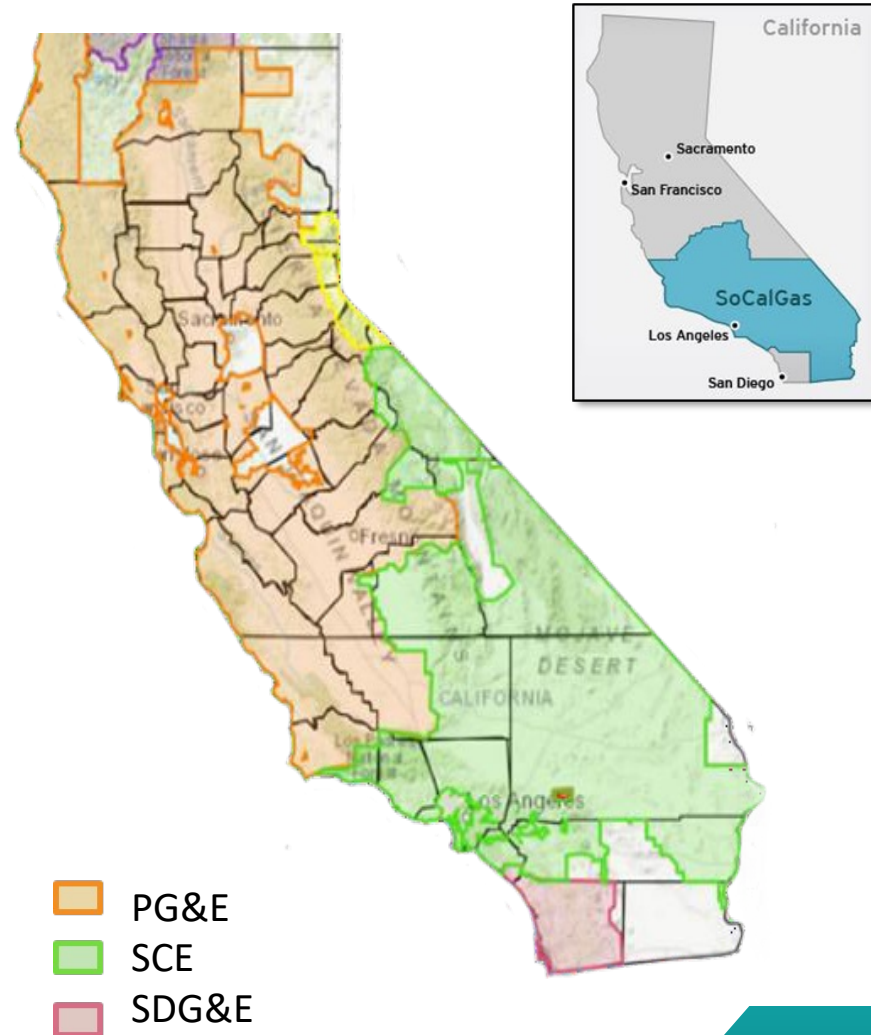 California
Sacramento
San Francisco
SoCalGas
Los Angeles
San Diego
Forest
Sacramento
Fresno
MOJAVE
DESERT
CALIFORNIA
Los Angeles
PG&E
SCE
SDG&E